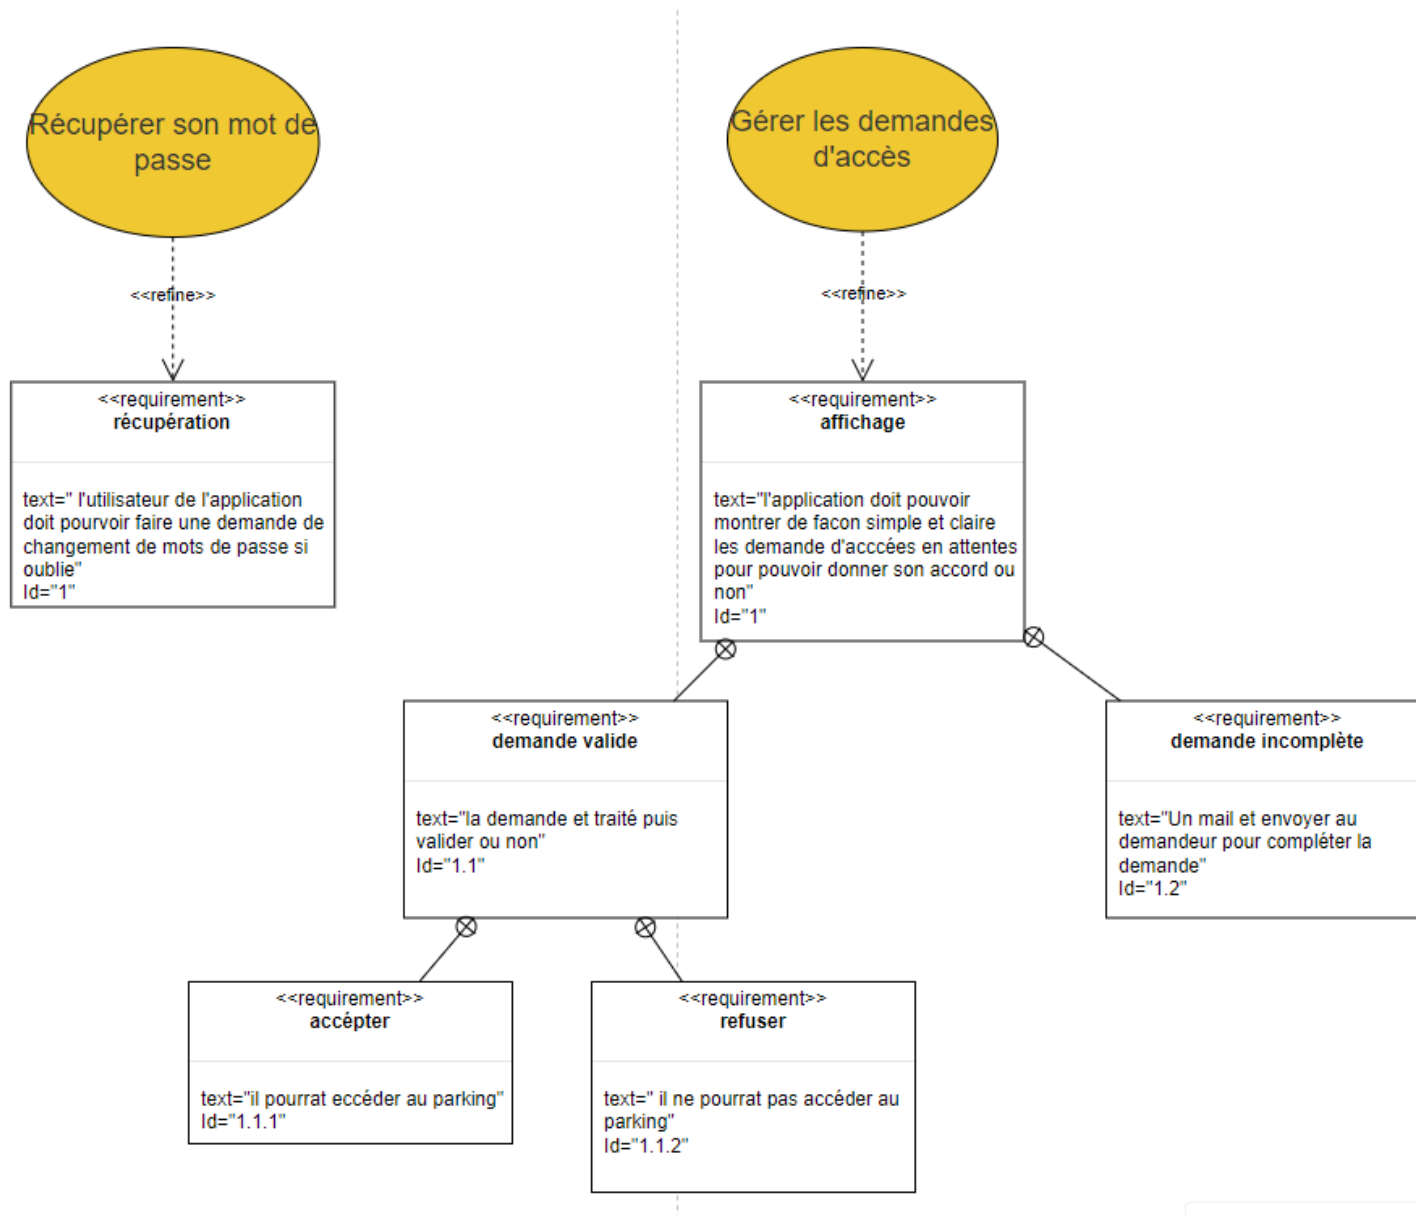 Récupérer son mot de
passe
<<refine>>
<<requirement>>
récupération
text=" l'utilisateur de l'application
doit pourvoir faire une demande de
changement de mots de passe si
oublie"
Id="1"
Gérer les demandes
d'accès
<<refine>>
<<requirement>>
affichage
text="l'application doit pouvoir
montrer de facon simple et claire
les demande d'acccées en attentes
pour pouvoir donner son accord ou
non"
Id="1"
<<requirement>>
demande valide
text="la demande et traité puis
valider ou non"
Id="1.1"
<<requirement>>
demande incomplète
text="Un mail et envoyer au
demandeur pour compléter la
demande"
Id="1.2"
<<requirement>>
accépter
text="il pourrat eccéder au parking"
Id="1.1.1"
<<requirement>>
refuser
text=" il ne pourrat pas accéder au
parking"
Id="1.1.2"